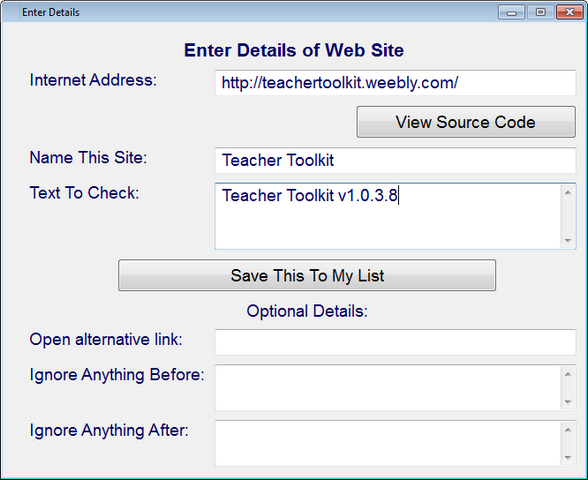 Enter Details
Enter Details of Web Site
Internet Address: http://teachertoolkit.weebly.com/
View Source Code
Name This Site: Teacher Toolkit
Text To Check: Teacher Toolkit v1.0.3.8
Save This To My List
Optional Details:
Open alternative link:
Ignore Anything Before:
Ignore Anything After: